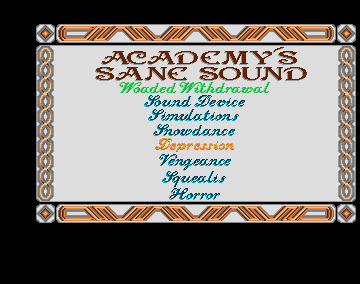 ACADEMY'S
SANE SOUND
Woaded Withdrawal
Sound Device
Simulations
Snowdance
Depression
Vengeance
Squealis
Horror